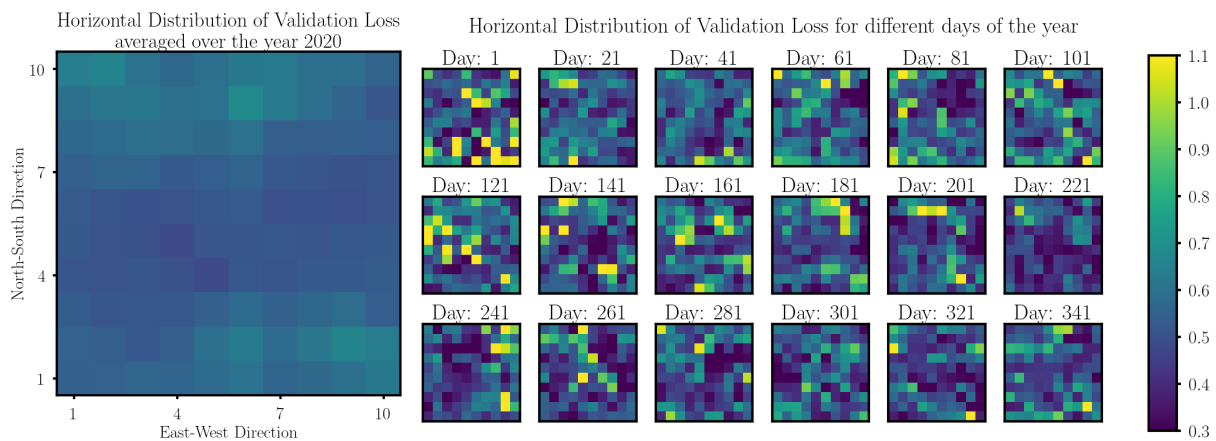 Horizontal Distribution of Validation Loss
averaged over the year 2020
Horizontal Distribution of Validation Loss for different days of the year
10
7
4
1
North-South Direction
1 4 7 10
East-West Direction
Day: 1 Day: 21 Day: 41 Day: 61 Day: 81 Day: 101
Day: 121 Day: 141 Day: 161 Day: 181 Day: 201 Day: 221
Day: 241 Day: 261 Day: 281 Day: 301 Day: 321 Day: 341
1.1
1.0
0.9
0.8
0.7
0.6
0.5
0.4
0.3